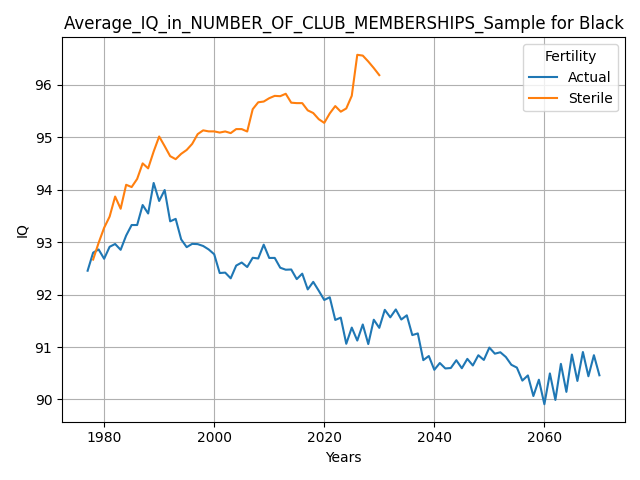 Average_IQ_in_NUMBER_OF_CLUB_MEMBERSHIPS_Sample for Black
Fertility
Actual
Sterile
IQ
96
95
94
93
92
91
90
1980 2000 2020 2040 2060
Years